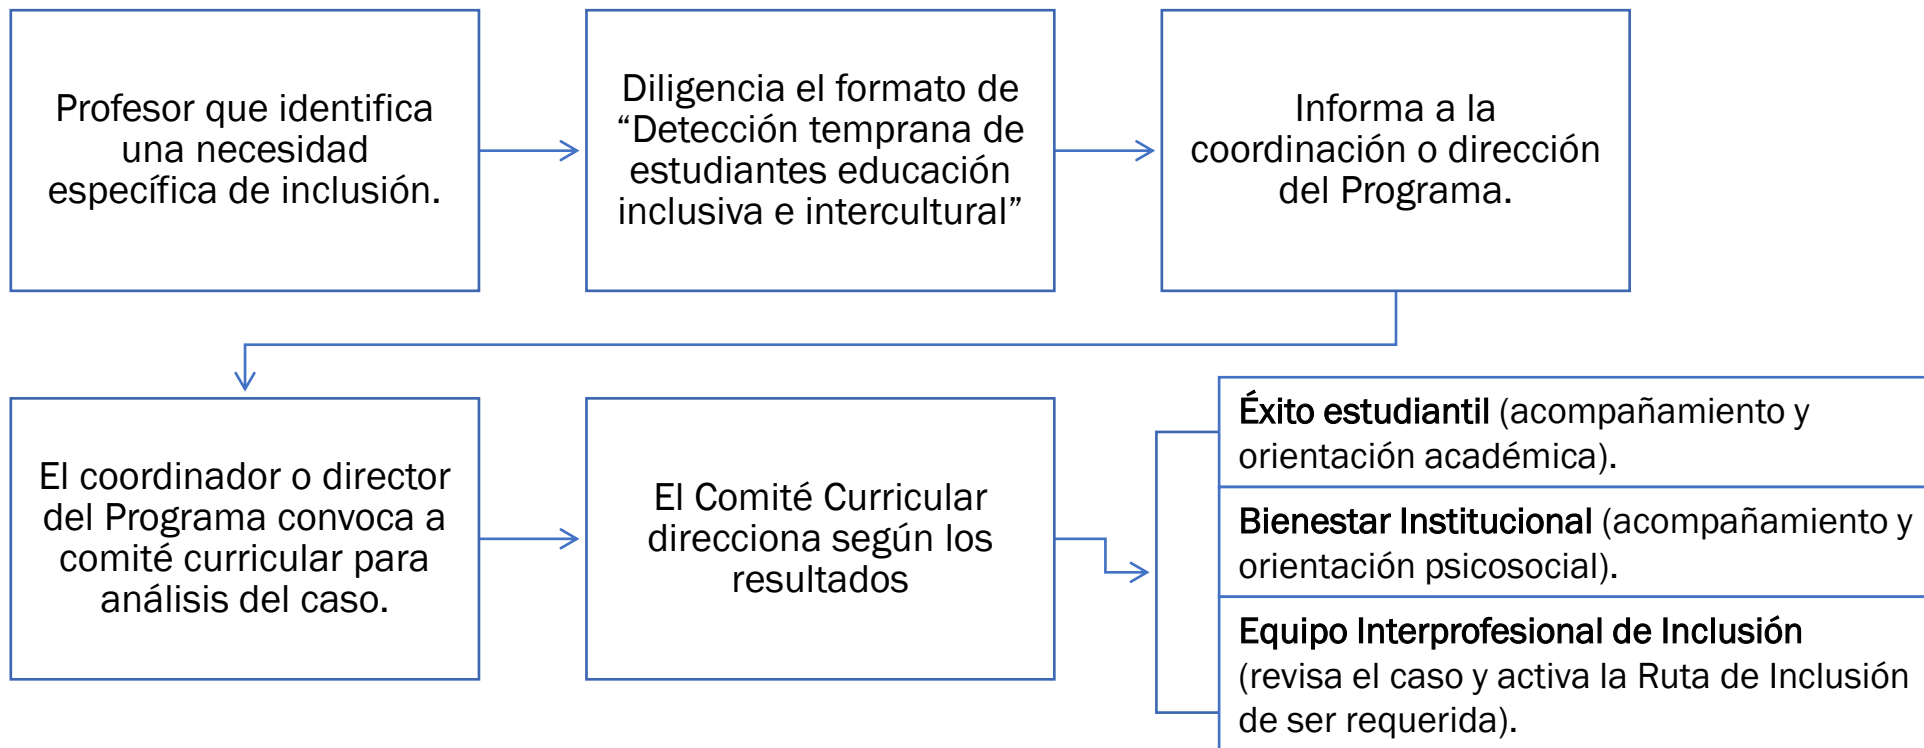 Profesor que identifica
una necesidad
específica de inclusión.
Diligencia el formato de
“Detección temprana de
estudiantes educación
inclusiva e intercultural”
Informa a la
coordinación o dirección
del Programa.
El coordinador o director
del Programa convoca a
comité curricular para
análisis del caso.
El Comité Curricular
direcciona según los
resultados
Éxito estudiantil (acompañamiento y
orientación académica).
Bienestar Institucional (acompañamiento y
orientación psicosocial).
Equipo Interprofesional de Inclusión
(revisa el caso y activa la Ruta de Inclusión
de ser requerida).